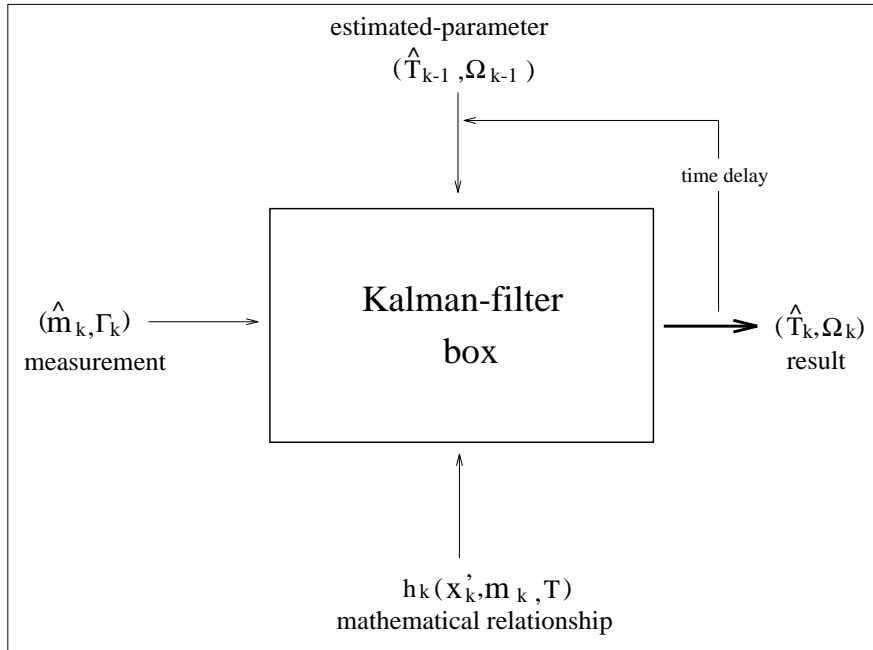 estimated-parameter
(T̂k-1,Ωk-1)
time delay
Kalman-filter
box
(m̂k,Γk)
measurement
(T̂k,Ωk)
result
hk(x'k,mk,T)
mathematical relationship